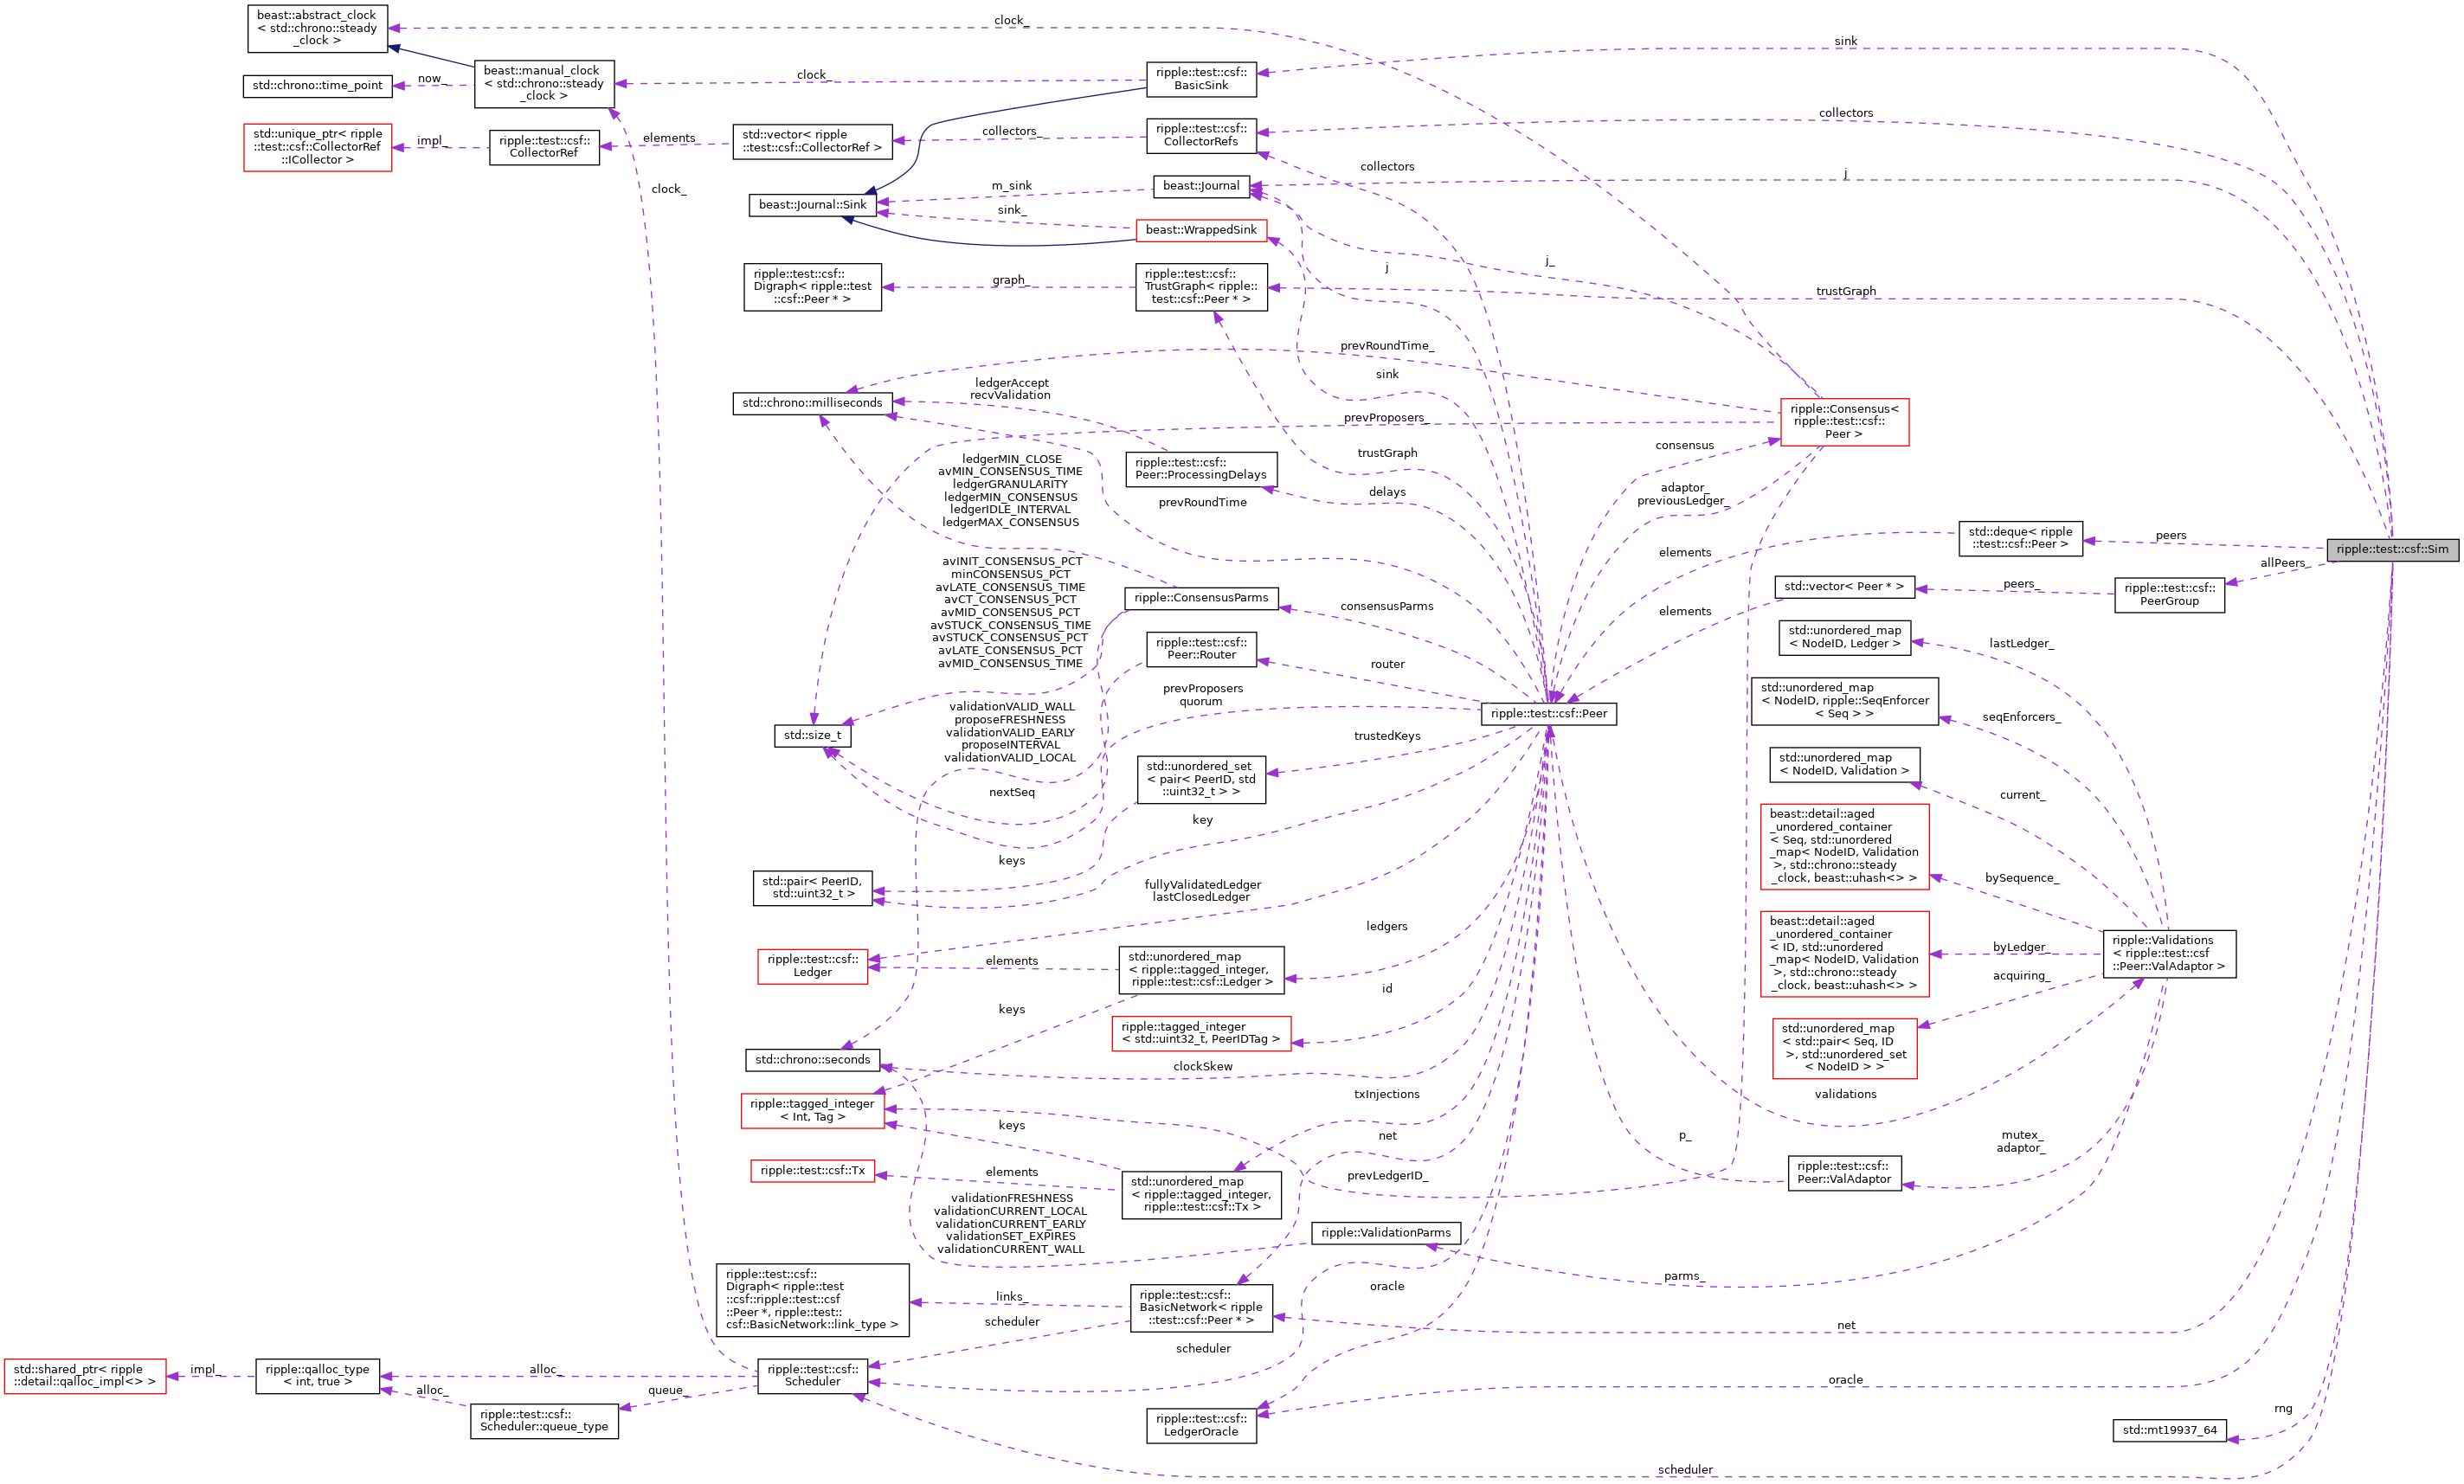 beast::abstract_clock
< std::chrono::steady
_clock >
std::chrono::time_point
std::unique_ptr< ripple
::test::csf::CollectorRef
::ICollector >
std::shared_ptr< ripple
::detail::qalloc_impl<> >
now_
impl_
impl_
beast::manual_clock
< std::chrono::steady
_clock >
ripple::test::csf::
CollectorRef
ripple::qalloc_type
< int, true >
alloc_
alloc_
ripple::test::csf::
Scheduler::queue_type
queue_
clock_
elements
clock_
clock_
std::vector< ripple
::test::csf::CollectorRef >
beast::Journal::Sink
ripple::test::csf::
Digraph< ripple::test
::csf::Peer * >
std::chrono::milliseconds
std::size_t
std::pair< PeerID,
std::uint32_t >
ripple::test::csf::
Ledger
std::chrono::seconds
ripple::tagged_integer
< Int, Tag >
ripple::test::csf::Tx
ripple::test::csf::
Digraph< ripple::test
::csf::ripple::test::csf
::Peer *, ripple::test::
csf::BasicNetwork::link_type >
ripple::test::csf::
Scheduler
collectors_
m_sink
sink_
graph_
ledgerAccept
recvValidation
ledgerMIN_CLOSE
avMIN_CONSENSUS_TIME
ledgerGRANULARITY
ledgerMIN_CONSENSUS
ledgerIDLE_INTERVAL
ledgerMAX_CONSENSUS
avINIT_CONSENSUS_PCT
minCONSENSUS_PCT
avLATE_CONSENSUS_TIME
avCT_CONSENSUS_PCT
avMID_CONSENSUS_PCT
avSTUCK_CONSENSUS_TIME
avSTUCK_CONSENSUS_PCT
avLATE_CONSENSUS_PCT
avMID_CONSENSUS_TIME
validationVALID_WALL
proposeFRESHNESS
validationVALID_EARLY
proposeINTERVAL
validationVALID_LOCAL
nextSeq
keys
elements
keys
keys
elements
validationFRESHNESS
validationCURRENT_LOCAL
validationCURRENT_EARLY
validationSET_EXPIRES
validationCURRENT_WALL
links_
scheduler
ripple::test::csf::
BasicSink
ripple::test::csf::
CollectorRefs
beast::Journal
beast::WrappedSink
ripple::test::csf::
TrustGraph< ripple::
test::csf::Peer * >
ripple::test::csf::
Peer::ProcessingDelays
prevRoundTime
ripple::ConsensusParms
ripple::test::csf::
Peer::Router
prevProposers
quorum
std::unordered_set
< pair< PeerID, std
::uint32_t > >
key
fullyValidatedLedger
lastClosedLedger
std::unordered_map
< ripple::tagged_integer,
ripple::test::csf::Ledger >
ripple::tagged_integer
< std::uint32_t, PeerIDTag >
clockSkew
std::unordered_map
< ripple::tagged_integer,
ripple::test::csf::Tx >
ripple::ValidationParms
ripple::test::csf::
BasicNetwork< ripple
::test::csf::Peer * >
scheduler
ripple::test::csf::
LedgerOracle
collectors
j
sink
prevRoundTime_
prevProposers_
trustGraph
delays
consensusParms
router
trustedKeys
ledgers
id
txInjections
net
prevLedgerID_
oracle
j_
ripple::test::csf::Peer
consensus
adaptor_
previousLedger_
elements
elements
p_
parms_
scheduler
sink
collectors
j
trustGraph
ripple::Consensus<
ripple::test::csf::
Peer >
std::deque< ripple
::test::csf::Peer >
std::vector< Peer * >
std::unordered_map
< NodeID, Ledger >
std::unordered_map
< NodeID, ripple::SeqEnforcer
< Seq > >
std::unordered_map
< NodeID, Validation >
beast::detail::aged
_unordered_container
< Seq, std::unordered
_map< NodeID, Validation
>, std::chrono::steady
_clock, beast::uhash<> >
beast::detail::aged
_unordered_container
< ID, std::unordered
_map< NodeID, Validation
>, std::chrono::steady
_clock, beast::uhash<> >
std::unordered_map
< std::pair< Seq, ID
>, std::unordered_set
< NodeID > >
validations
ripple::test::csf::
Peer::ValAdaptor
net
oracle
peers_
lastLedger_
seqEnforcers_
current_
bySequence_
byLedger_
acquiring_
mutex_
adaptor_
peers
allPeers
ripple::test::csf::
PeerGroup
ripple::Validations
< ripple::test::csf
::Peer::ValAdaptor >
std::mt19937_64
rng
ripple::test::csf::Sim